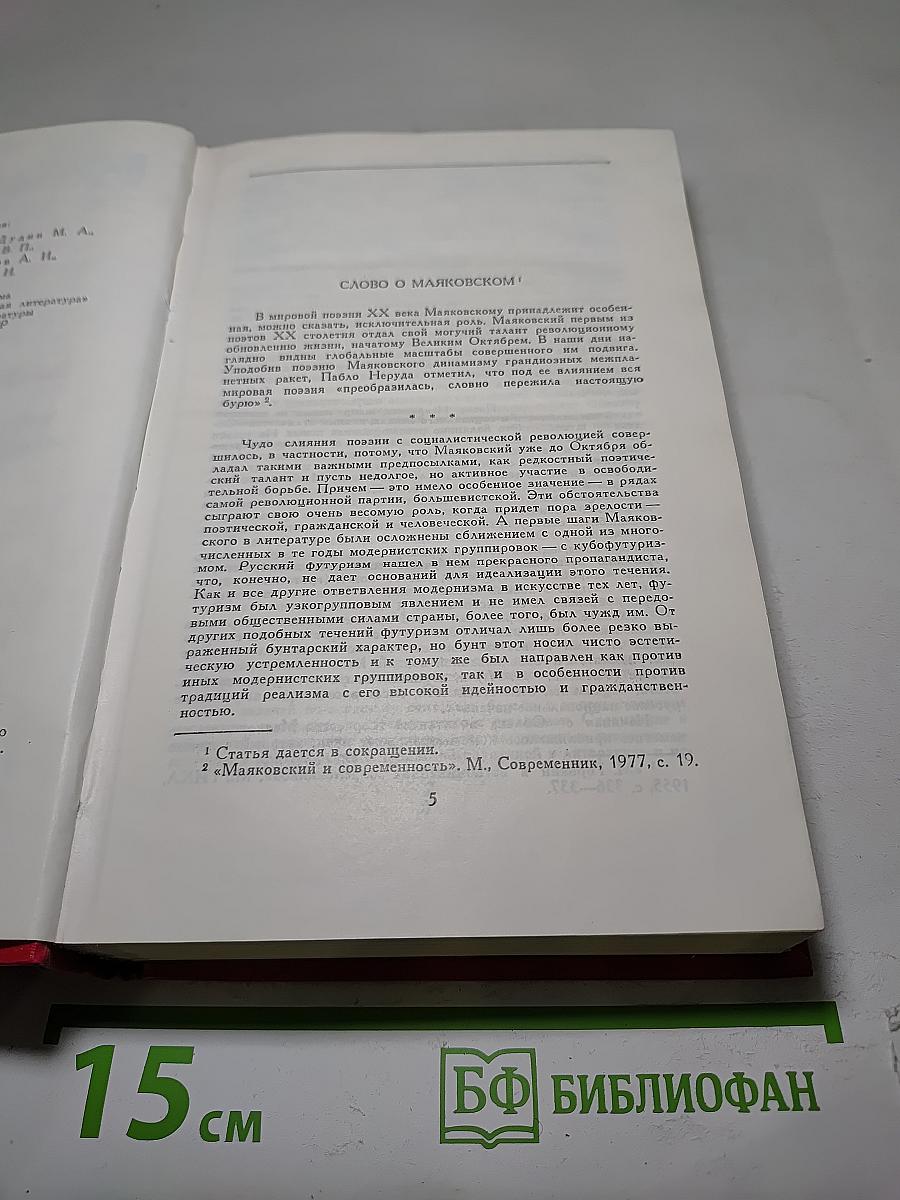 Дудин М. А.,
В. П.,
А. Н.,
Н.
ая литература»
СЛОВО О МАЯКОВСКОМ¹
В мировой поэзии XX века Маяковскому принадлежит особен-
ная, можно сказать, исключительная роль. Маяковский первым из
поэтов XX столетия отдал свой могучий талант революционному
обновлению жизни, начатому Великим Октябрем. В наши дни на-
глядно видны глобальные масштабы совершенного им подвига.
Уподобив поэзию Маяковского динамизму грандиозных межпла-
нетных ракет, Пабло Неруда отметил, что под ее влиянием вся
мировая поэзия «преобразилась, словно пережила настоящую
бурю» ².
* * *
Чудо слияния поэзии с социалистической революцией совер-
шилось, в частности, потому, что Маяковский уже до Октября об-
ладал такими важными предпосылками, как редкостный поэтиче-
ский талант и пусть недолгое, но активное участие в освободи-
тельной борьбе. Причем — это имело особенное значение — в рядах
самой революционной партии, большевистской. Эти обстоятельства
сыграют свою очень весомую роль, когда придет пора зрелости —
поэтической, гражданской и человеческой. А первые шаги Маяков-
ского в литературе были осложнены сближением с одной из много-
численных в те годы модернистских группировок — с кубофутуриз-
мом. Русский футуризм нашел в нем прекрасного пропагандиста,
что, конечно, не дает оснований для идеализации этого течения.
Как и все другие ответвления модернизма в искусстве тех лет, фу-
туризм был узкогрупповым явлением и не имел связей с передо-
выми общественными силами страны, более того, был чужд им. От
других подобных течений футуризм отличал лишь более резко вы-
раженный бунтарский характер, но бунт этот носил чисто эстети-
ческую устремленность и к тому же был направлен как против
иных модернистских группировок, так и в особенности против
традиций реализма с его высокой идейностью и гражданствен-
ностью.
¹ Статья дается в сокращении.
² «Маяковский и современность». М., Современник, 1977, с. 19.
1955, с. 336—337.
5
15 см
БФ БИБЛИОФАН